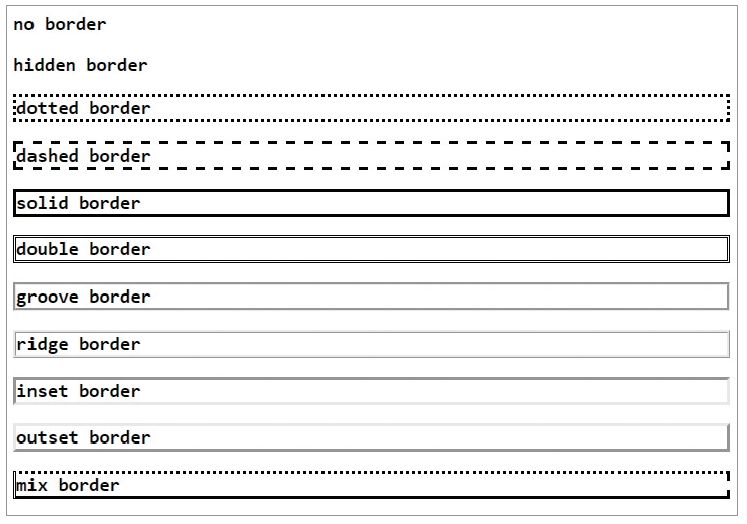 no border
hidden border
dotted border
dashed border
solid border
double border
groove border
ridge border
inset border
outset border
mix border